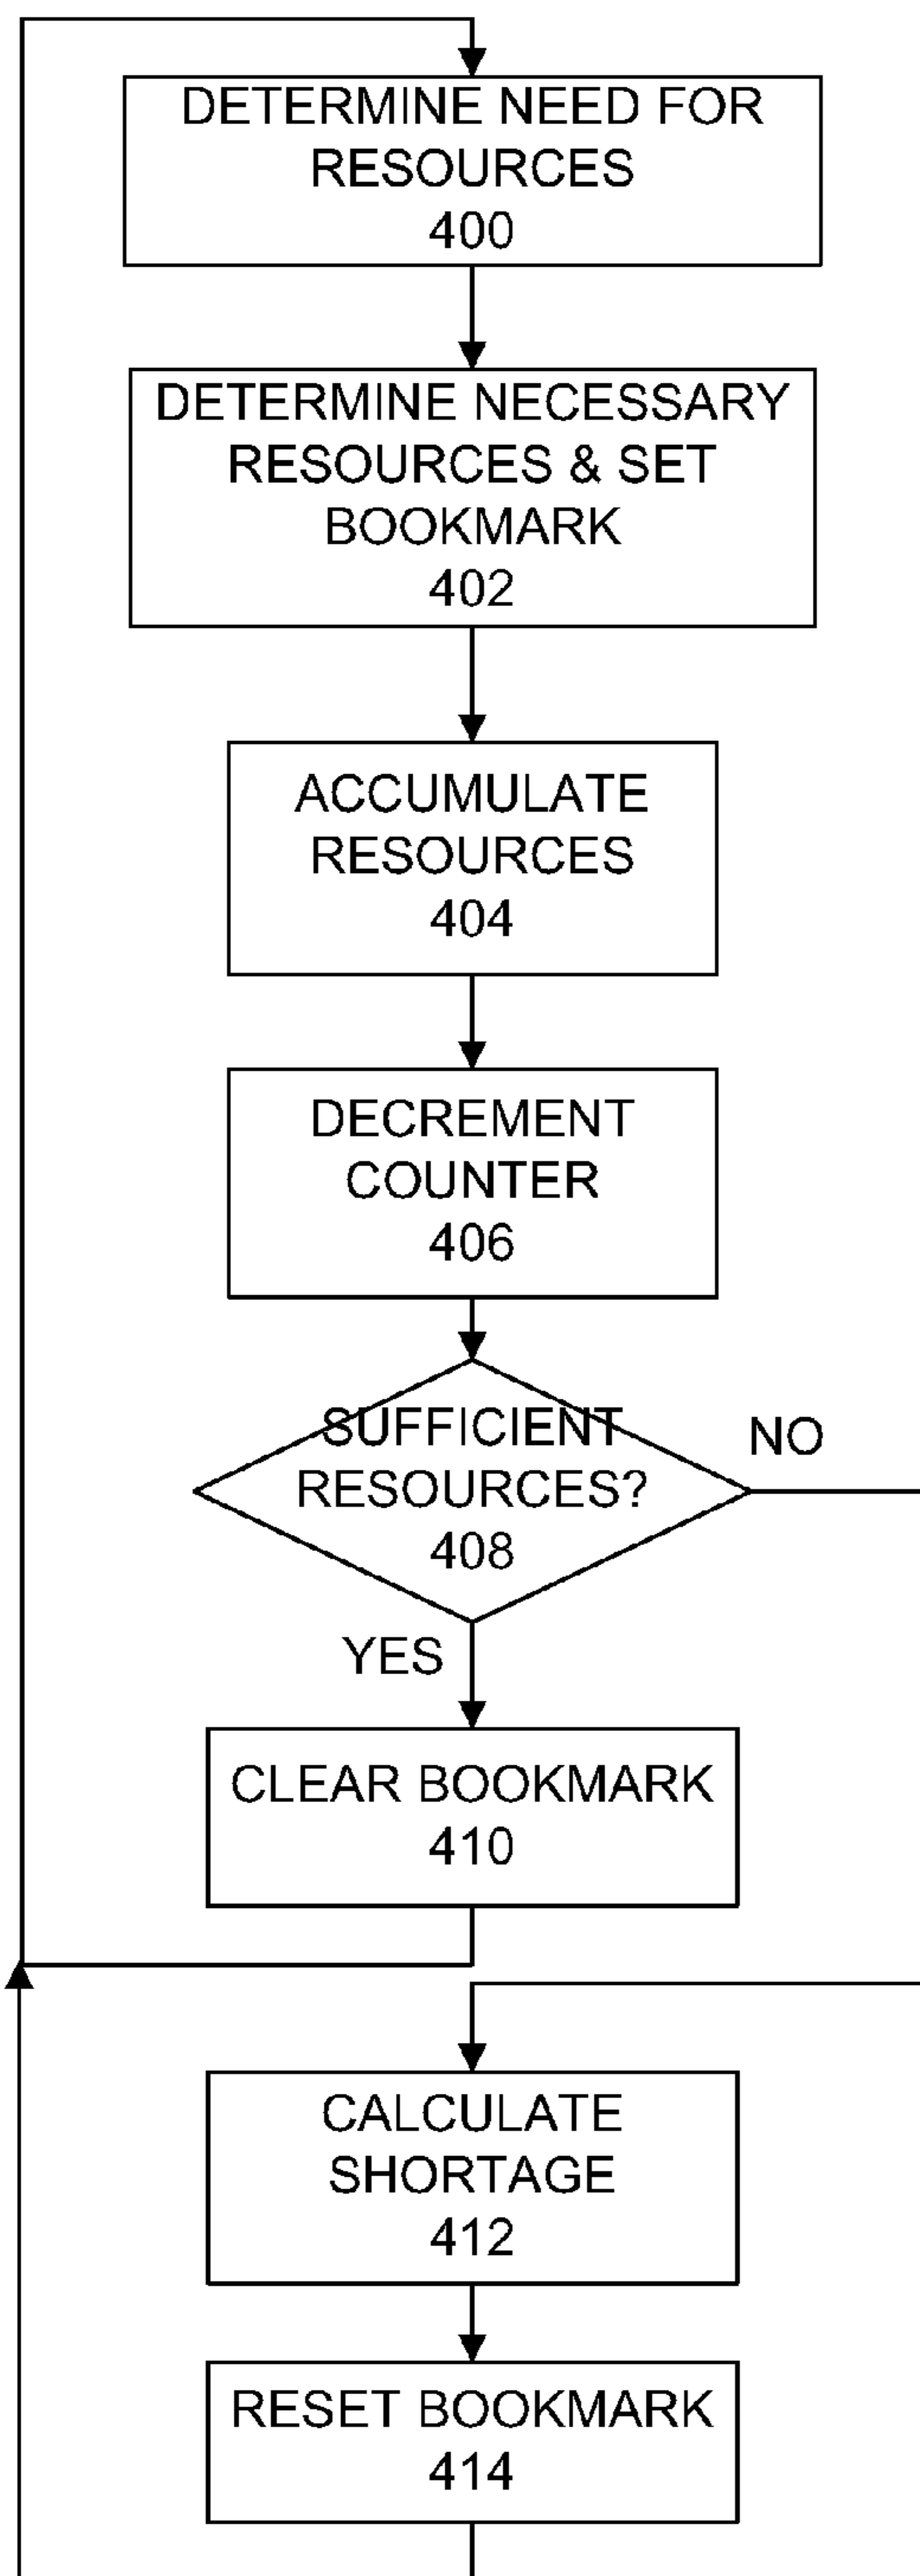 DETERMINE NEED FOR
RESOURCES
400
DETERMINE NECESSARY
RESOURCES & SET
BOOKMARK
402
ACCUMULATE
RESOURCES
404
DECREMENT
COUNTER
406
SUFFICIENT
RESOURCES?
408
NO
YES
CLEAR BOOKMARK
410
CALCULATE
SHORTAGE
412
RESET BOOKMARK
414